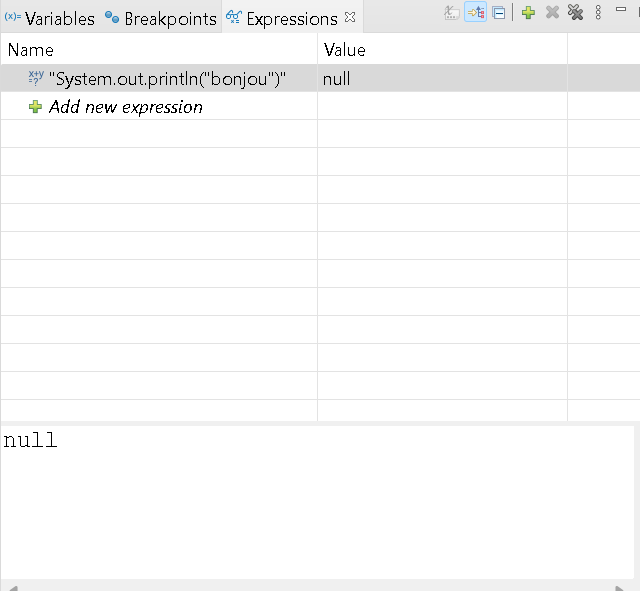 (x)= Variables Breakpoints Expressions
Name Value
x+y =? "System.out.println("bonjou")" null
Add new expression
null